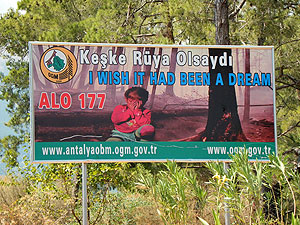 Keşke Rüya Olsaydı
I WISH IT HAD BEEN A DREAM
ALO 177
www.antalyaobm.ogm.gov.tr
www.ogm.gov.tr